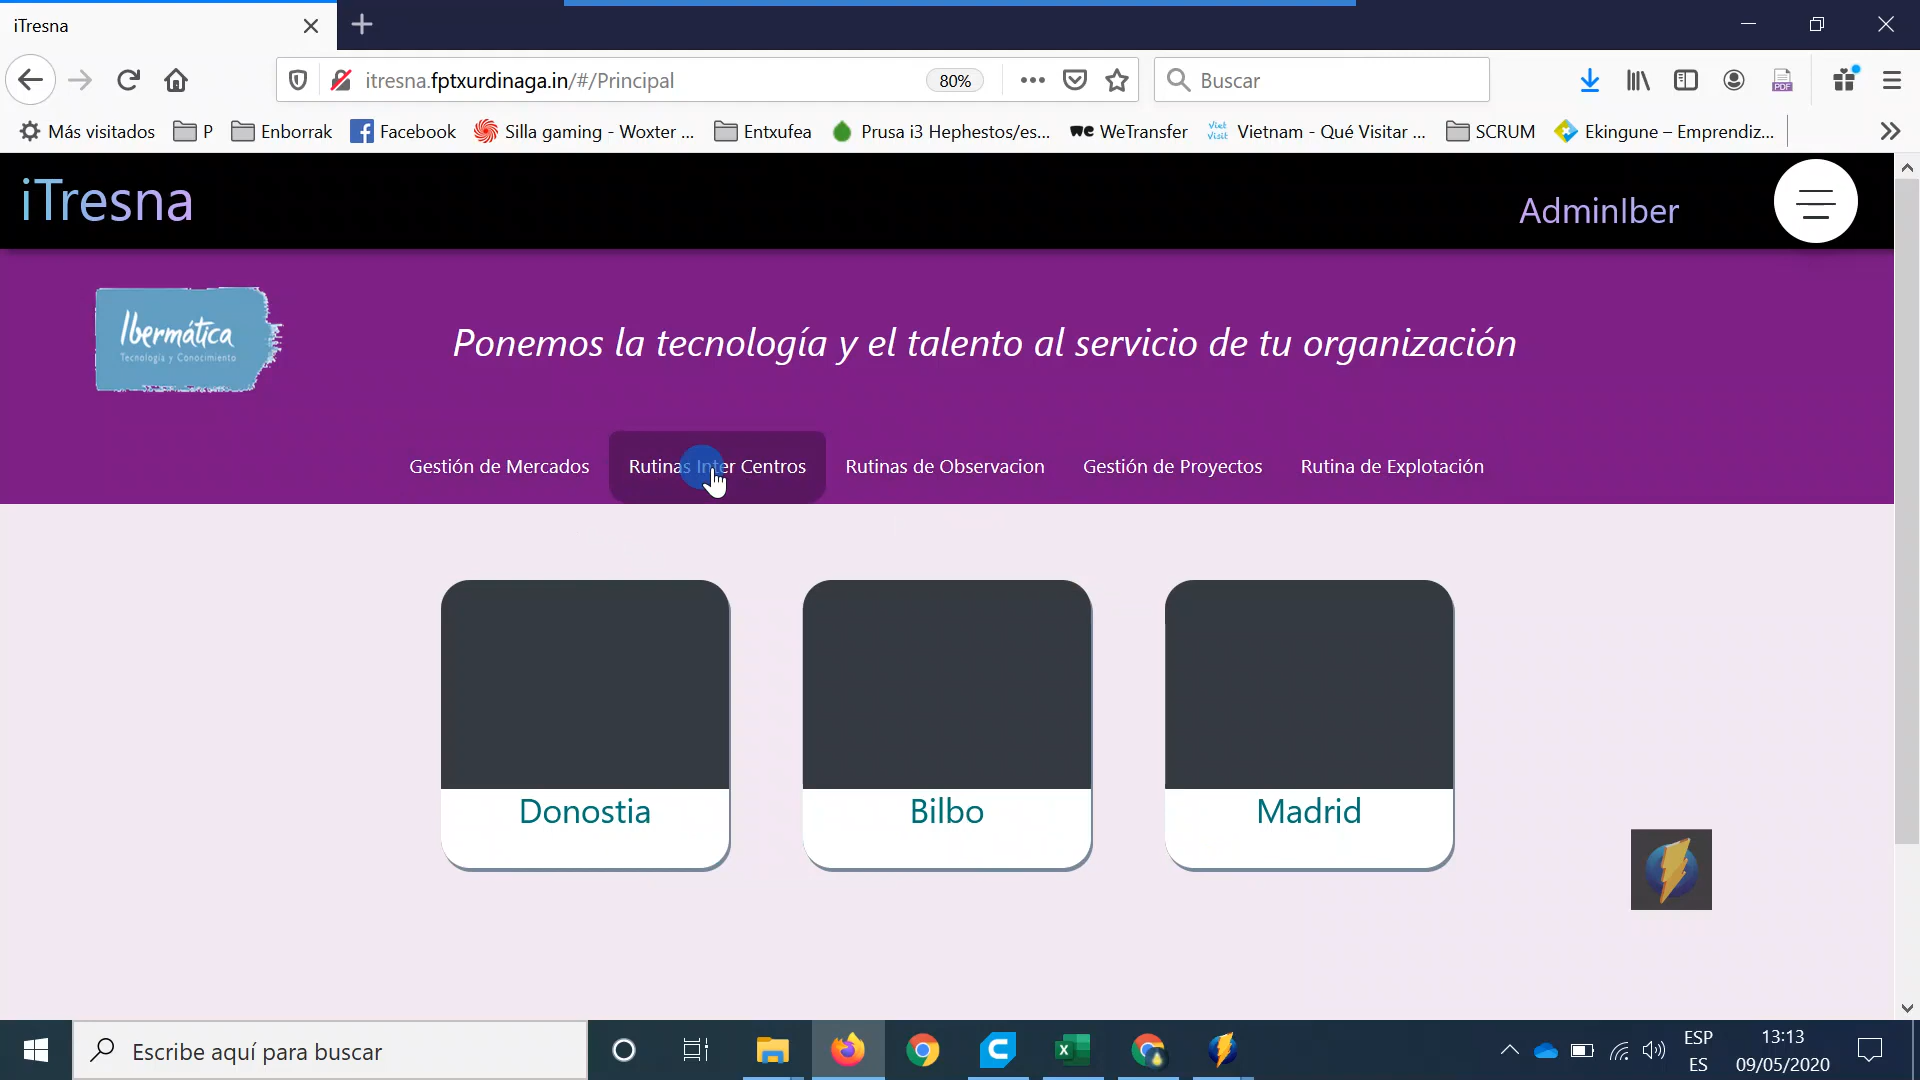 iTresna
itresna.fptxurdinaga.in/#/Principal
80%
Buscar
PDF
Más visitados
P
Enborrak
Facebook
Silla gaming - Woxter ...
Entxufea
Prusa i3 Hephestos/es...
WeTransfer
Viet Visit
Vietnam - Qué Visitar ...
SCRUM
Ekingune – Emprendiz...
iTresna
AdminIber
Ibermática
Tecnología y Conocimiento
Ponemos la tecnología y el talento al servicio de tu organización
Gestión de Mercados
Rutinas Inter Centros
Rutinas de Observacion
Gestión de Proyectos
Rutina de Explotación
Donostia
Bilbo
Madrid
Escribe aquí para buscar
ESP
ES
13:13
09/05/2020